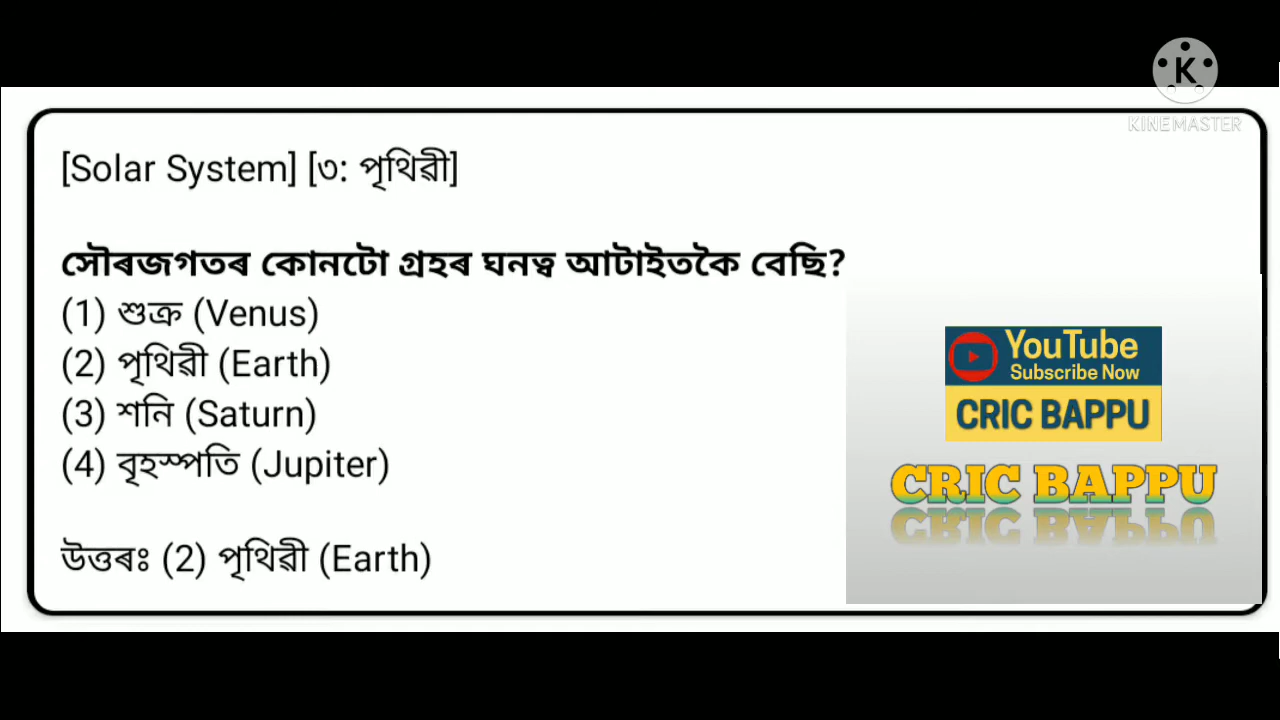 K
KINEMASTER
[Solar System] [৩: পৃথিৱী]
সৌৰজগতৰ কোনটো গ্ৰহৰ ঘনত্ব আটাইতকৈ বেছি?
(1) শুক্ৰ (Venus)
(2) পৃথিৱী (Earth)
(3) শনি (Saturn)
(4) বৃহস্পতি (Jupiter)
উত্তৰঃ (2) পৃথিৱী (Earth)
YouTube
Subscribe Now
CRIC BAPPU
CRIC BAPPU